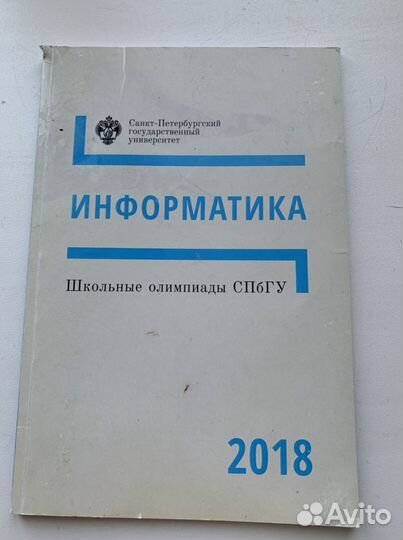 Санкт-Петербургский
государственный
университет
ИНФОРМАТИКА
Школьные олимпиады СПбГУ
2018
Avito